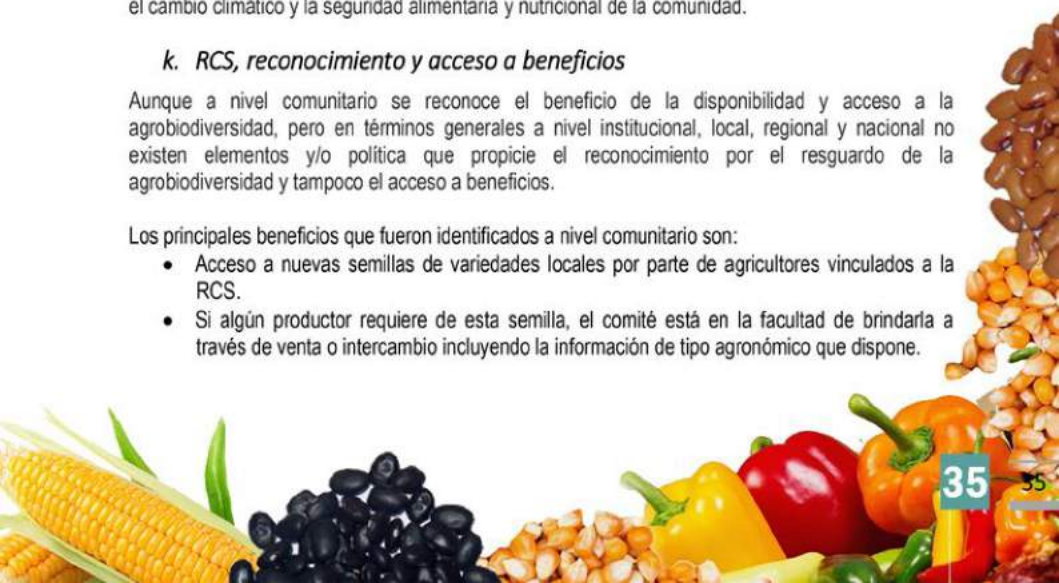 el cambio climático y la seguridad alimentaria y nutricional de la comunidad.
k. RCS, reconocimiento y acceso a beneficios
Aunque a nivel comunitario se reconoce el beneficio de la disponibilidad y acceso a la
agrobiodiversidad, pero en términos generales a nivel institucional, local, regional y nacional no
existen elementos y/o política que propicie el reconocimiento por el resguardo de la
agrobiodiversidad y tampoco el acceso a beneficios.
Los principales beneficios que fueron identificados a nivel comunitario son:
• Acceso a nuevas semillas de variedades locales por parte de agricultores vinculados a la
RCS.
• Si algún productor requiere de esta semilla, el comité está en la facultad de brindarla a
través de venta o intercambio incluyendo la información de tipo agronómico que dispone.
35
35